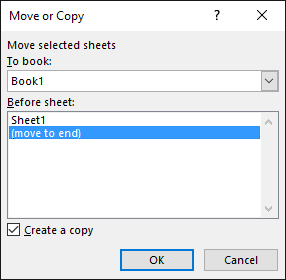 Move or Copy
Move selected sheets
To book:
Book1
Before sheet:
Sheet1
(move to end)
Create a copy
OK
Cancel